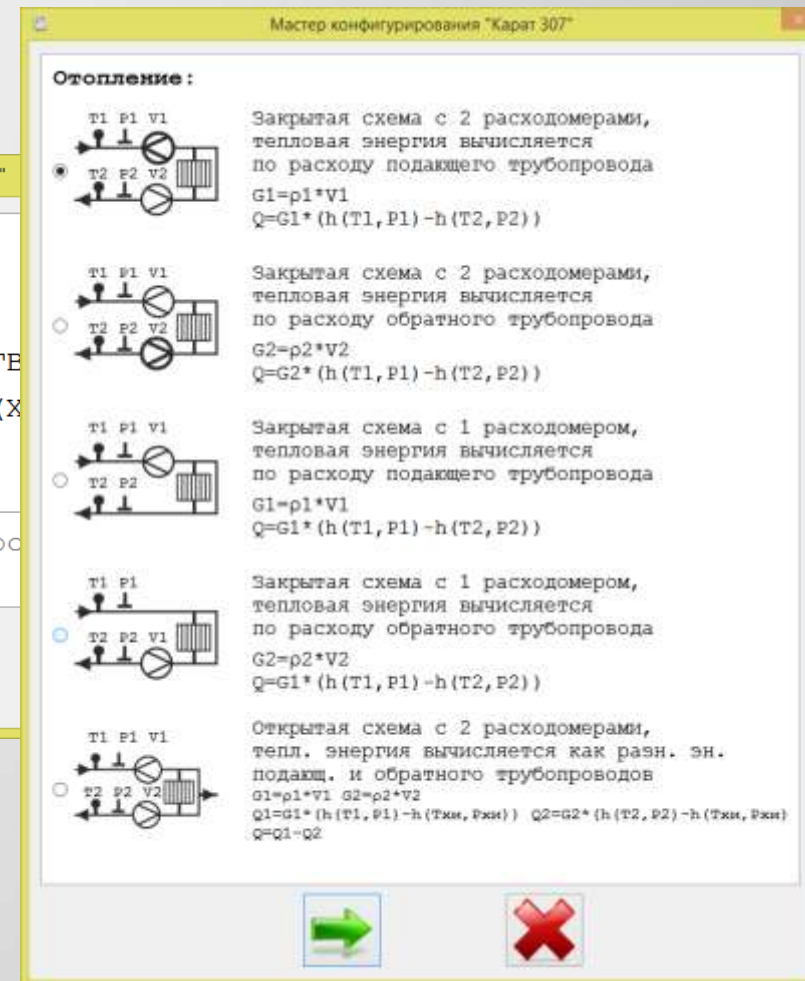 Мастер конфигурирования "Карат 307"
Отопление:
T1 P1 V1
T2 P2 V2
Закрытая схема с 2 расходомерами,
тепловая энергия вычисляется
по расходу подающего трубопровода
G1=ρ1*V1
Q=G1*(h(T1,P1)-h(T2,P2))
T1 P1 V1
T2 P2 V2
Закрытая схема с 2 расходомерами,
тепловая энергия вычисляется
по расходу обратного трубопровода
G2=ρ2*V2
Q=G2*(h(T1,P1)-h(T2,P2))
T1 P1 V1
T2 P2
Закрытая схема с 1 расходомером,
тепловая энергия вычисляется
по расходу подающего трубопровода
G1=ρ1*V1
Q=G1*(h(T1,P1)-h(T2,P2))
T1 P1
T2 P2 V1
Закрытая схема с 1 расходомером,
тепловая энергия вычисляется
по расходу обратного трубопровода
G2=ρ2*V2
Q=G1*(h(T1,P1)-h(T2,P2))
T1 P1 V1
T2 P2 V2
Открытая схема с 2 расходомерами,
тепл. энергия вычисляется как разн. эн.
подающ. и обратного трубопроводов
G1=ρ1*V1 G2=ρ2*V2
Q1=G1*(h(T1,P1)-h(Tхи,Pхи)) Q2=G2*(h(T2,P2)-h(Tхи,Pхи)
Q=Q1-Q2